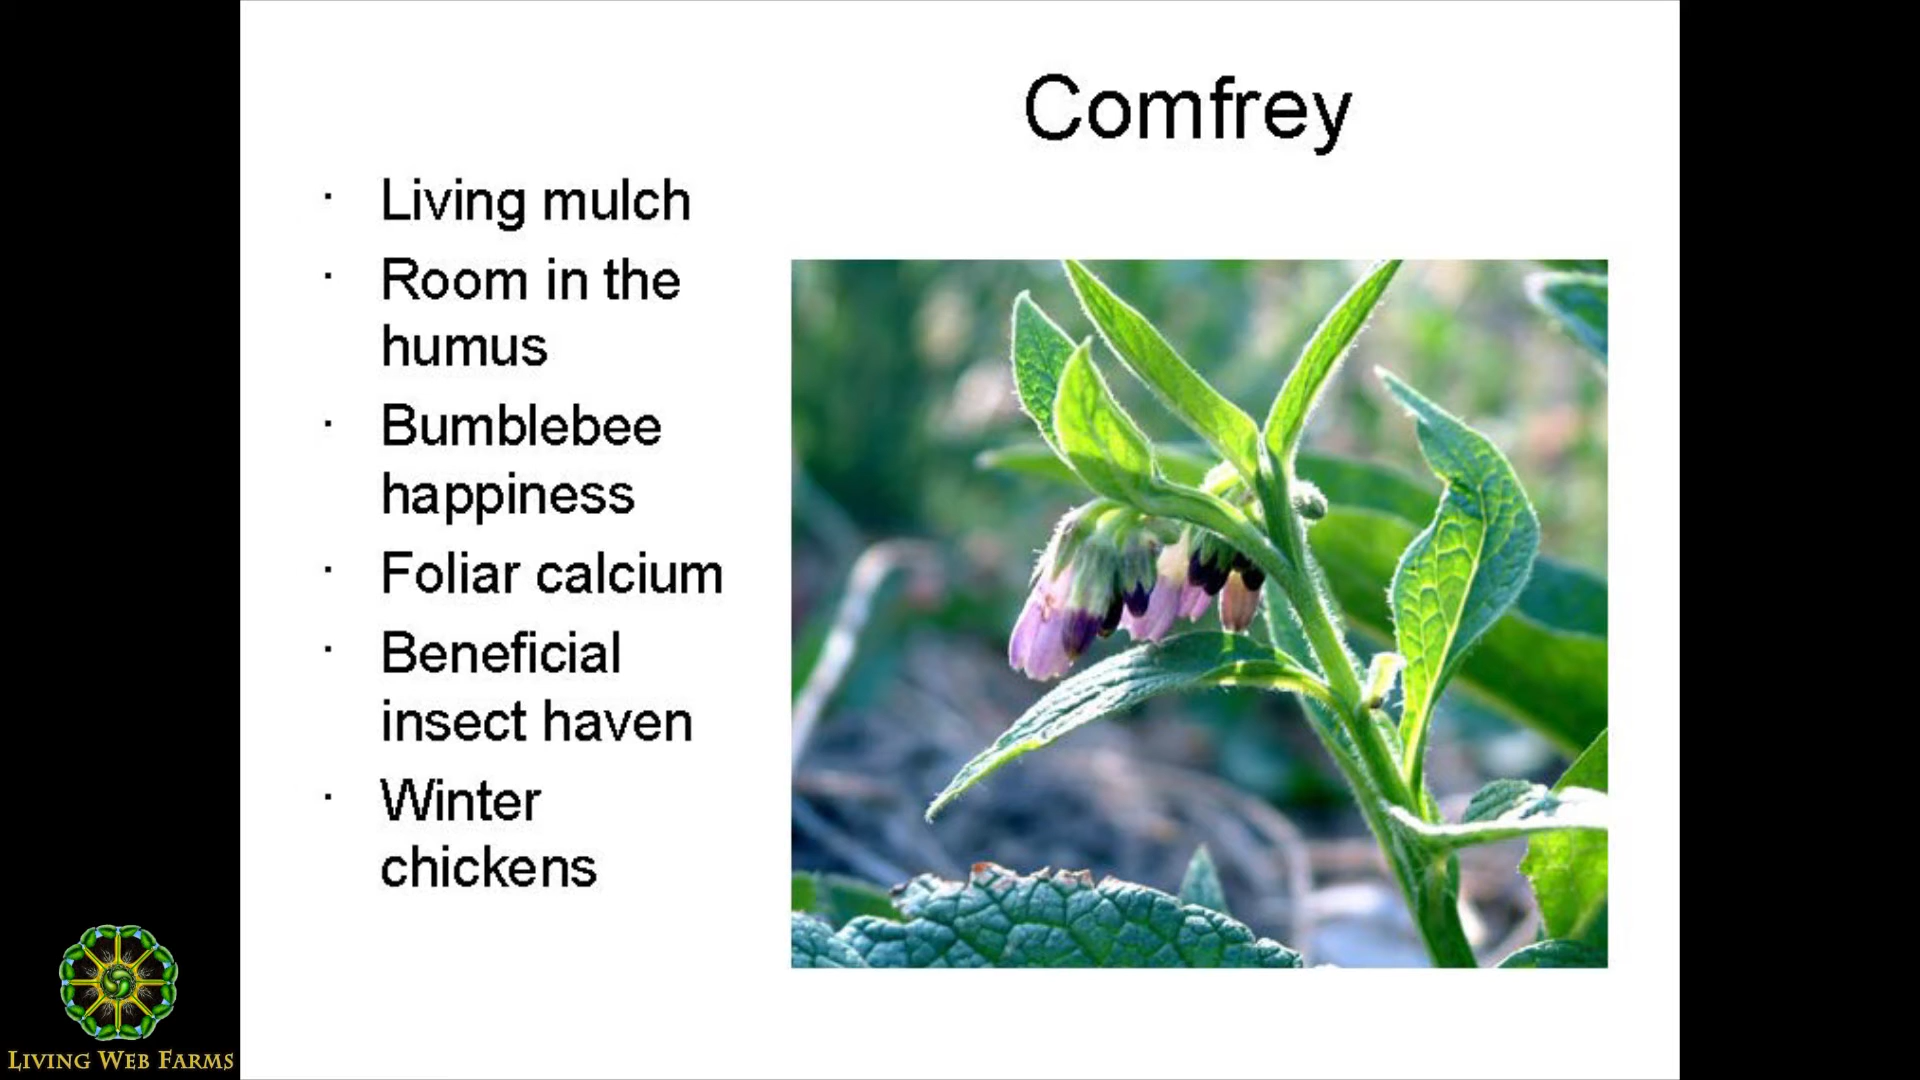 Comfrey
· Living mulch
· Room in the
humus
· Bumblebee
happiness
· Foliar calcium
· Beneficial
insect haven
· Winter
chickens
LIVING WEB FARMS